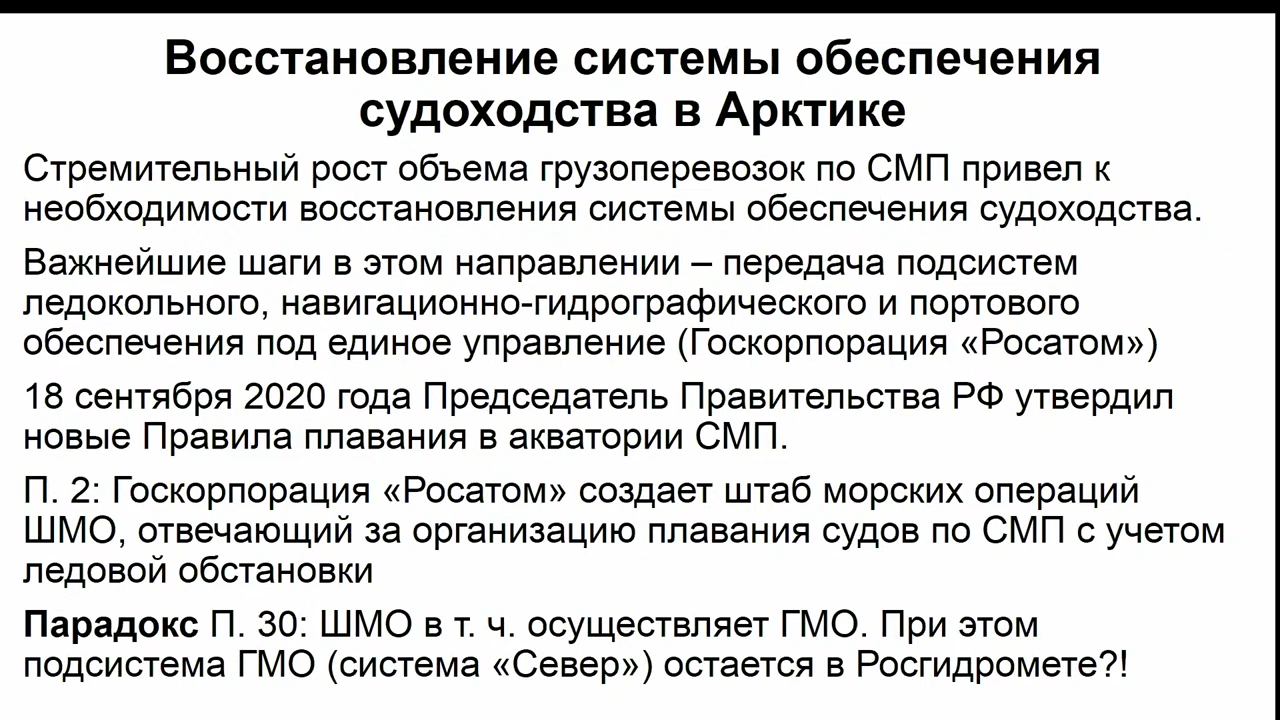 Восстановление системы обеспечения
судоходства в Арктике
Стремительный рост объема грузоперевозок по СМП привел к
необходимости восстановления системы обеспечения судоходства.
Важнейшие шаги в этом направлении – передача подсистем
ледокольного, навигационно-гидрографического и портового
обеспечения под единое управление (Госкорпорация «Росатом»)
18 сентября 2020 года Председатель Правительства РФ утвердил
новые Правила плавания в акватории СМП.
П. 2: Госкорпорация «Росатом» создает штаб морских операций
ШМО, отвечающий за организацию плавания судов по СМП с учетом
ледовой обстановки
Парадокс П. 30: ШМО в т. ч. осуществляет ГМО. При этом
подсистема ГМО (система «Север») остается в Росгидромете?!